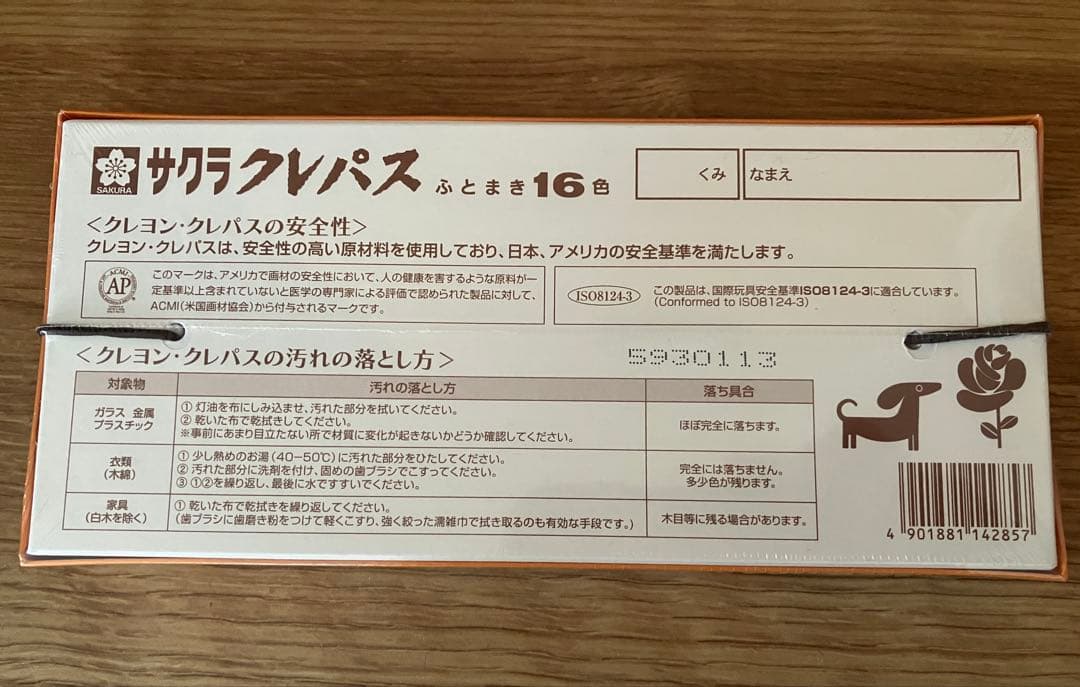 SAKURA
サクラクレパス ふとまき16色
くみ
なまえ
<クレヨン・クレパスの安全性>
クレヨン・クレパスは、安全性の高い原材料を使用しており、日本、アメリカの安全基準を満たします。
ACMI
AP
このマークは、アメリカで画材の安全性において、人の健康を害するような原料が一
定基準以上含まれていないと医学の専門家による評価で認められた製品に対して、
ACMI(米国画材協会)から付与されるマークです。
ISO8124-3
この製品は、国際玩具安全基準ISO8124-3に適合しています。
(Conformed to ISO8124-3)
<クレヨン・クレパスの汚れの落とし方>
5930113
対象物 汚れの落とし方 落ち具合
ガラス 金属
プラスチック
① 灯油を布にしみ込ませ、汚れた部分を拭いてください。
② 乾いた布で乾拭きしてください。
※事前にあまり目立たない所で材質に変化が起きないかどうか確認してください。
ほぼ完全に落ちます。
衣類
(木綿)
① 少し熱めのお湯(40-50℃)に汚れた部分をひたしてください。
② 汚れた部分に洗剤を付け、固めの歯ブラシでこすってください。
③ ①②を繰り返し、最後に水ですすいでください。
完全には落ちません。
多少色が残ります。
家具
(白木を除く)
① 乾いた布で乾拭きを繰り返してください。
(歯ブラシに歯磨き粉をつけて軽くこすり、強く絞った濡雑巾で拭き取るのも有効な手段です。)
木目等に残る場合があります。
4 901881 142857